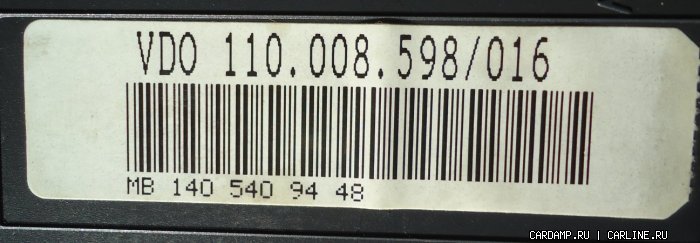 VDO 110.008.598/016
MB 140 540 94 48
CARDAMP.RU | CARLINE.RU